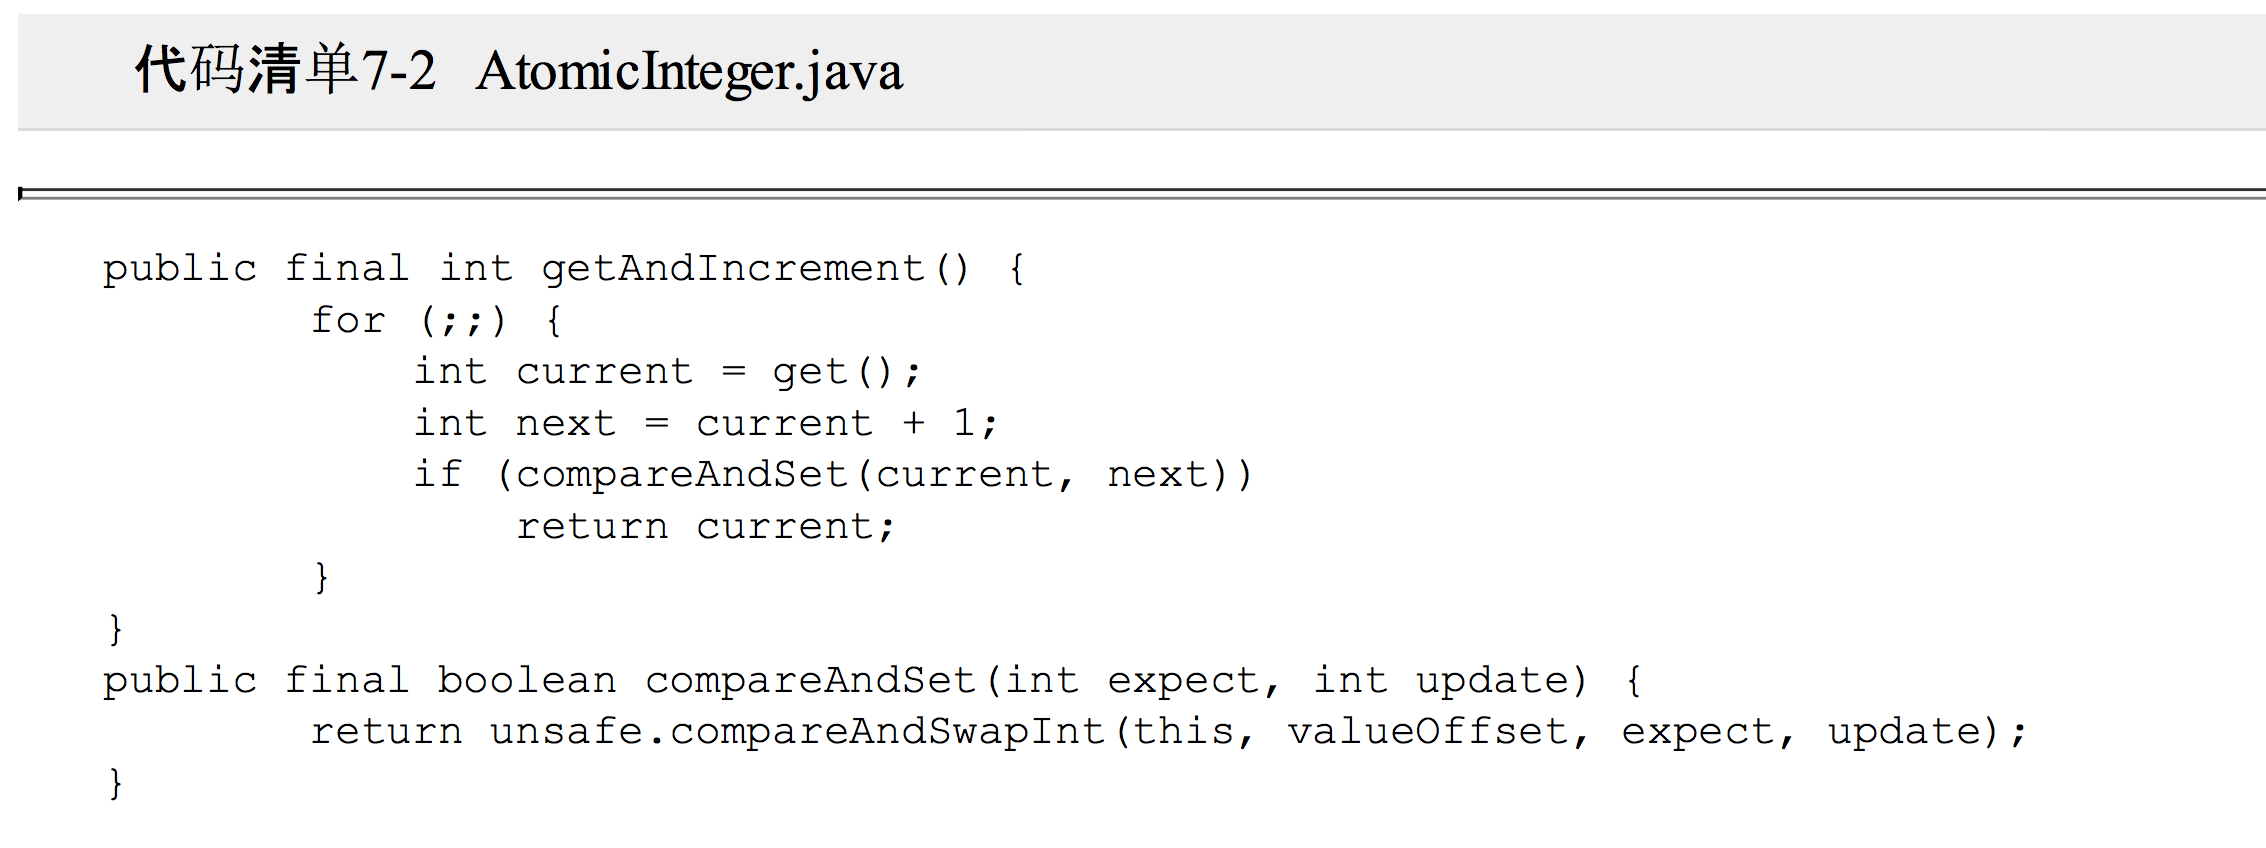 代码清单7-2 AtomicInteger.java
public final int getAndIncrement() {
        for (;;) {
            int current = get();
            int next = current + 1;
            if (compareAndSet(current, next))
                return current;
        }
}
public final boolean compareAndSet(int expect, int update) {
        return unsafe.compareAndSwapInt(this, valueOffset, expect, update);
}